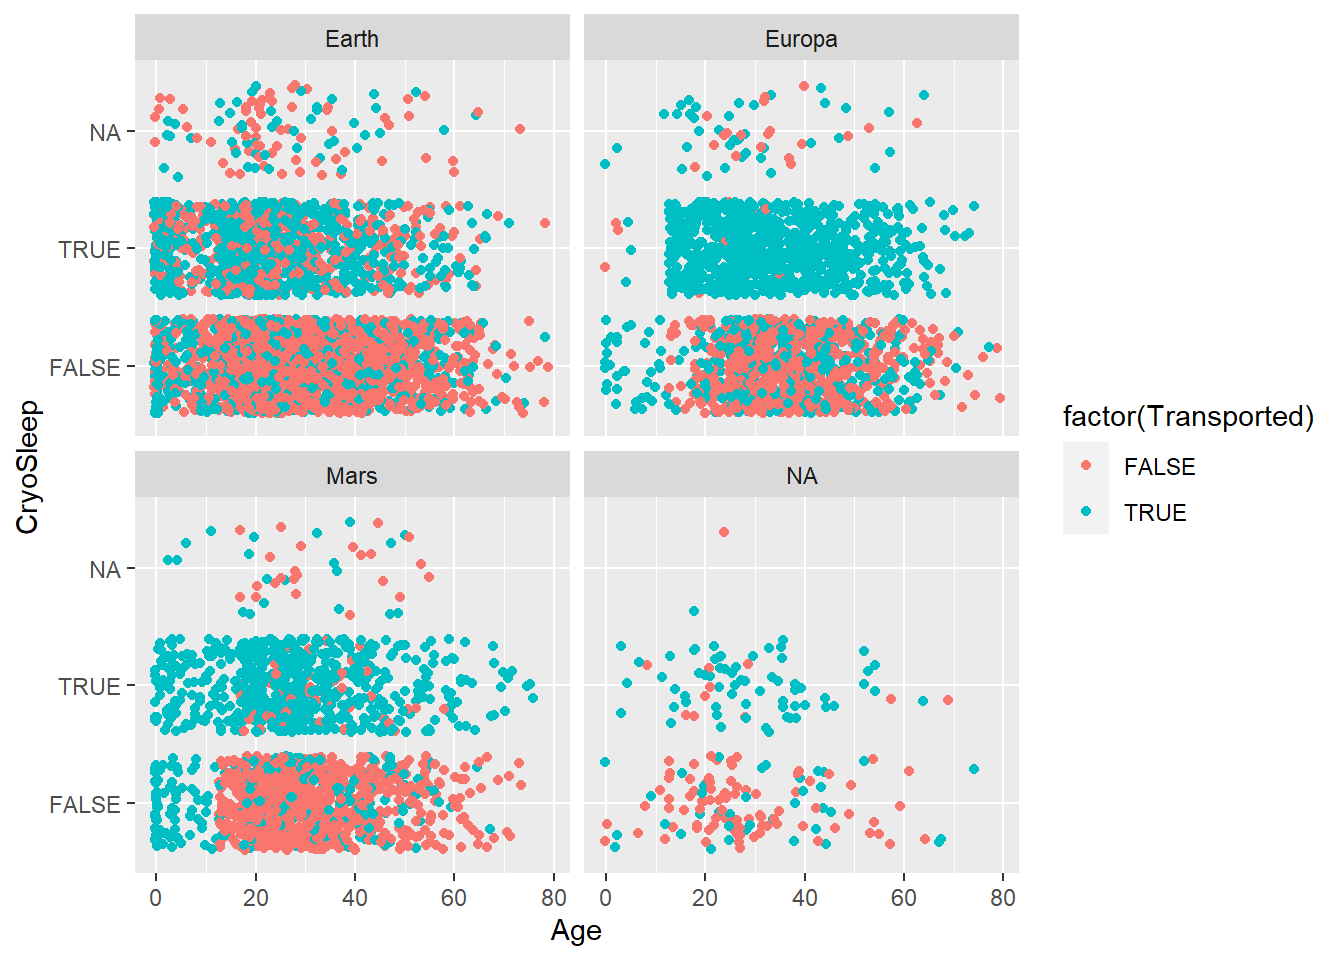 Earth
Europa
NA
TRUE
FALSE
CryoSleep
factor(Transported)
FALSE
TRUE
Mars
NA
NA
TRUE
FALSE
0 20 40 60 80
0 20 40 60 80
Age